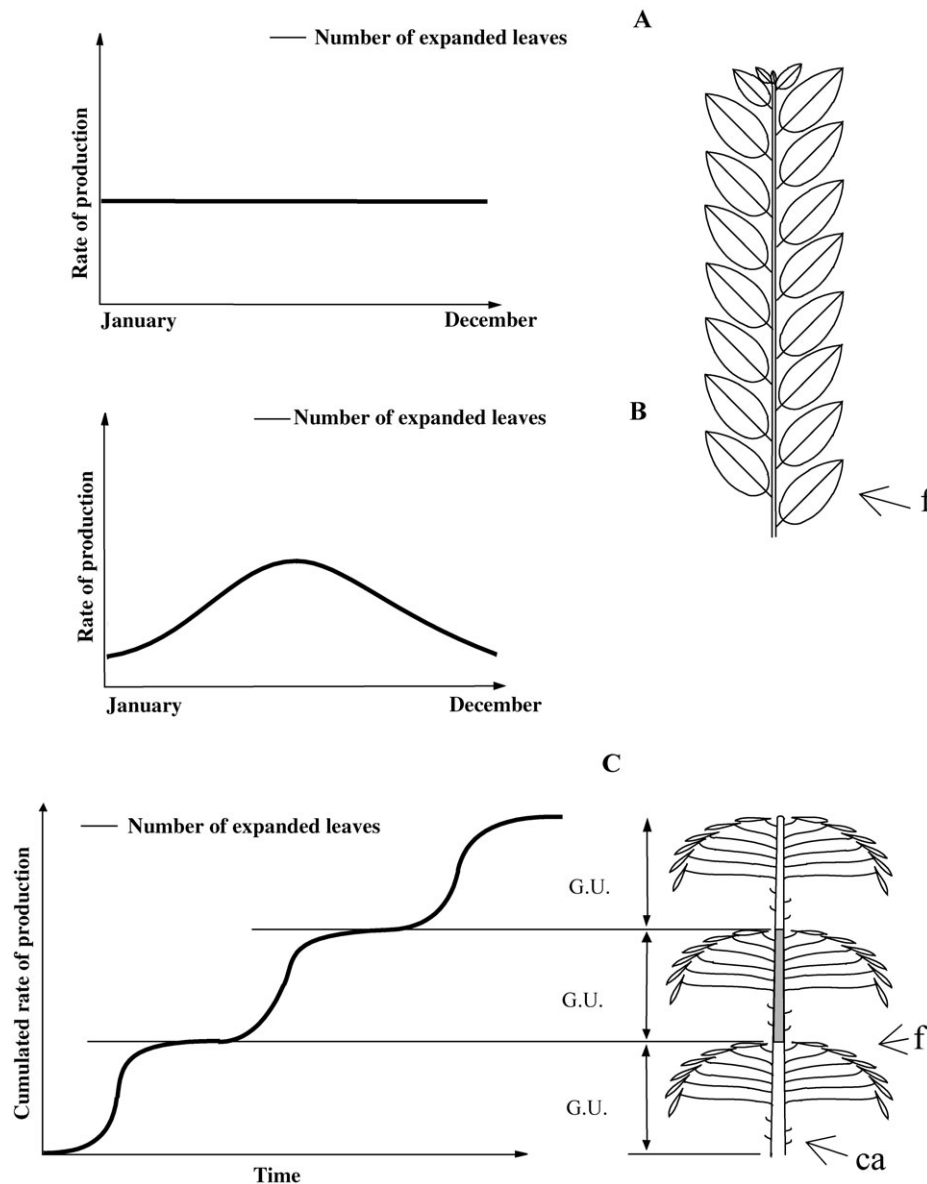 A
Number of expanded leaves
Rate of production
January
December
f
B
Number of expanded leaves
Rate of production
January
December
C
Number of expanded leaves
Cumulated rate of production
Time
G.U.
G.U.
G.U.
f
ca